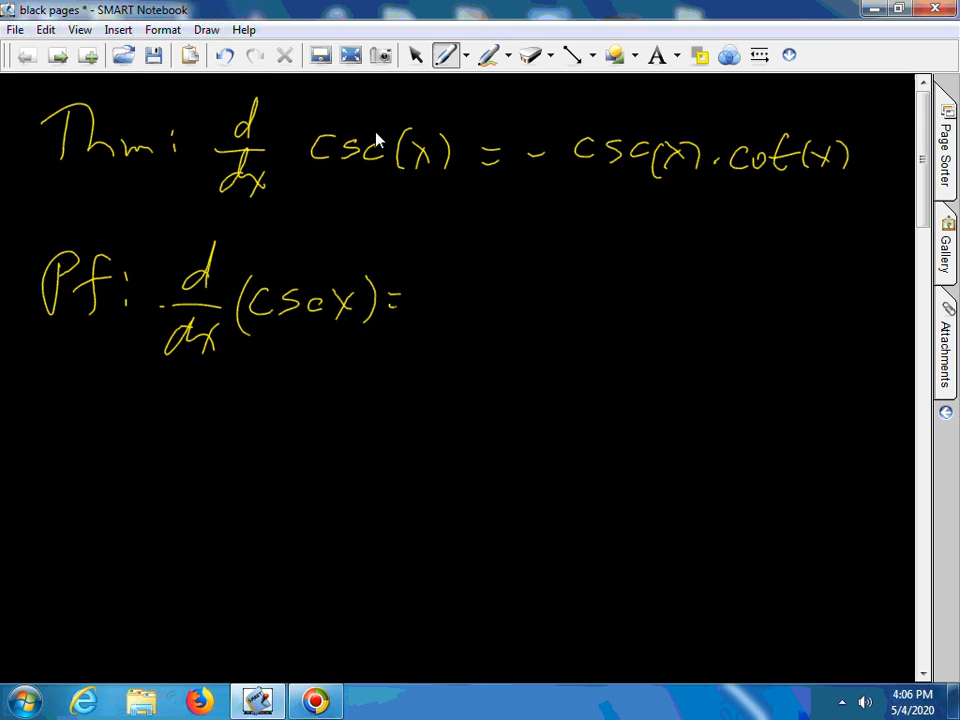 black pages * - SMART Notebook
File Edit View Insert Format Draw Help
Thm: d/dx csc(x) = - csc(x) · cot(x)
Pf: d/dx (csc x) =
Page Sorter
Gallery
Attachments
4:06 PM
5/4/2020